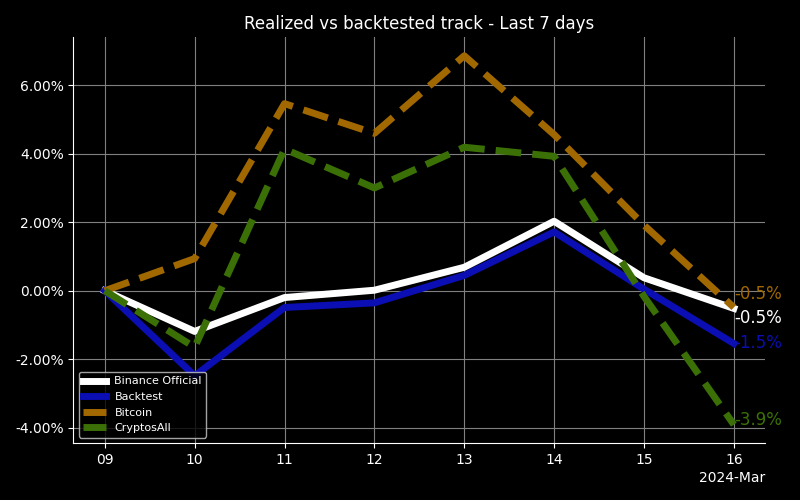 Realized vs backtested track - Last 7 days
6.00%
4.00%
2.00%
0.00%
-2.00%
-4.00%
-0.5%
-0.5%
-1.5%
-3.9%
Binance Official
Backtest
Bitcoin
CryptosAll
09 10 11 12 13 14 15 16
2024-Mar